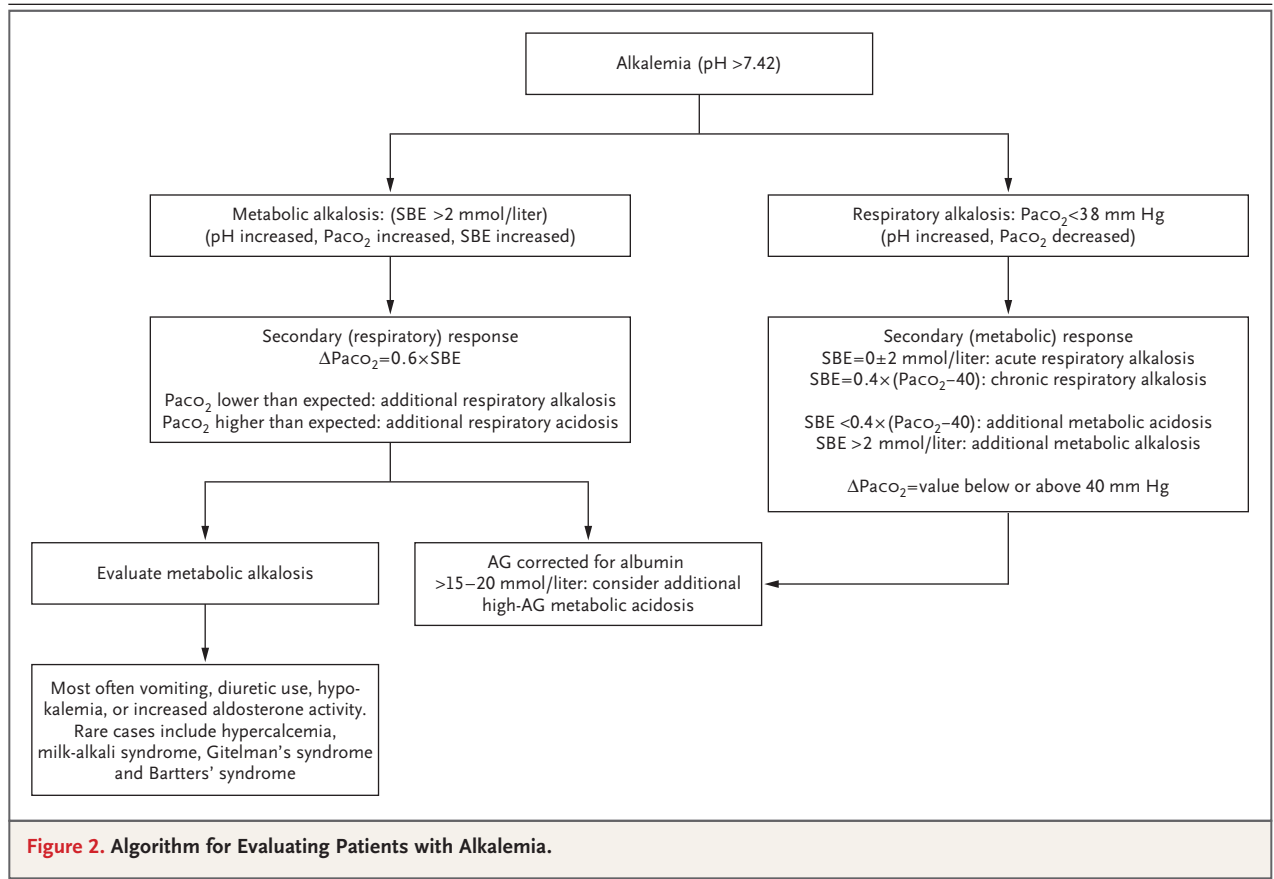 Alkalemia (pH >7.42)
Metabolic alkalosis: (SBE >2 mmol/liter)
(pH increased, Paco₂ increased, SBE increased)
Respiratory alkalosis: Paco₂<38 mm Hg
(pH increased, Paco₂ decreased)
Secondary (respiratory) response
ΔPaco₂=0.6×SBE
Paco₂ lower than expected: additional respiratory alkalosis
Paco₂ higher than expected: additional respiratory acidosis
Secondary (metabolic) response
SBE=0±2 mmol/liter: acute respiratory alkalosis
SBE=0.4×(Paco₂–40): chronic respiratory alkalosis
SBE <0.4×(Paco₂–40): additional metabolic acidosis
SBE >2 mmol/liter: additional metabolic alkalosis
ΔPaco₂=value below or above 40 mm Hg
Evaluate metabolic alkalosis
AG corrected for albumin
>15–20 mmol/liter: consider additional
high-AG metabolic acidosis
Most often vomiting, diuretic use, hypo-
kalemia, or increased aldosterone activity.
Rare cases include hypercalcemia,
milk-alkali syndrome, Gitelman's syndrome
and Bartters' syndrome
Figure 2. Algorithm for Evaluating Patients with Alkalemia.